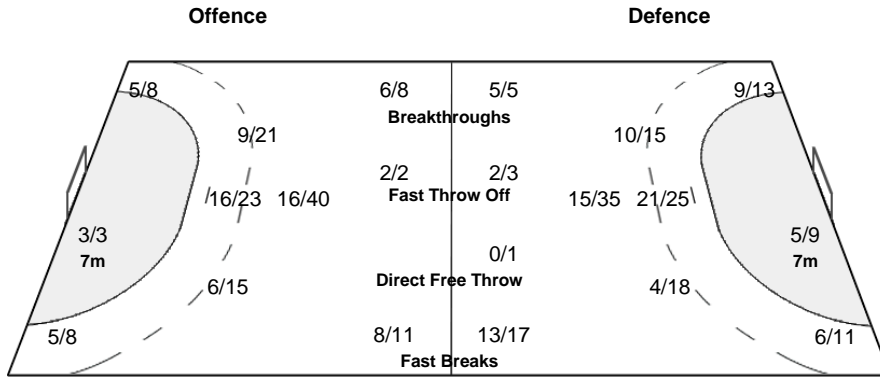 Offence Defence
5/8 6/8 5/5 9/13
Breakthroughs
9/21 10/15
2/2 2/3
16/23 16/40 Fast Throw Off 15/35 21/25
3/3 5/9
0/1
7m 7m
Direct Free Throw
6/15 4/18
5/8 8/11 13/17 6/11
Fast Breaks